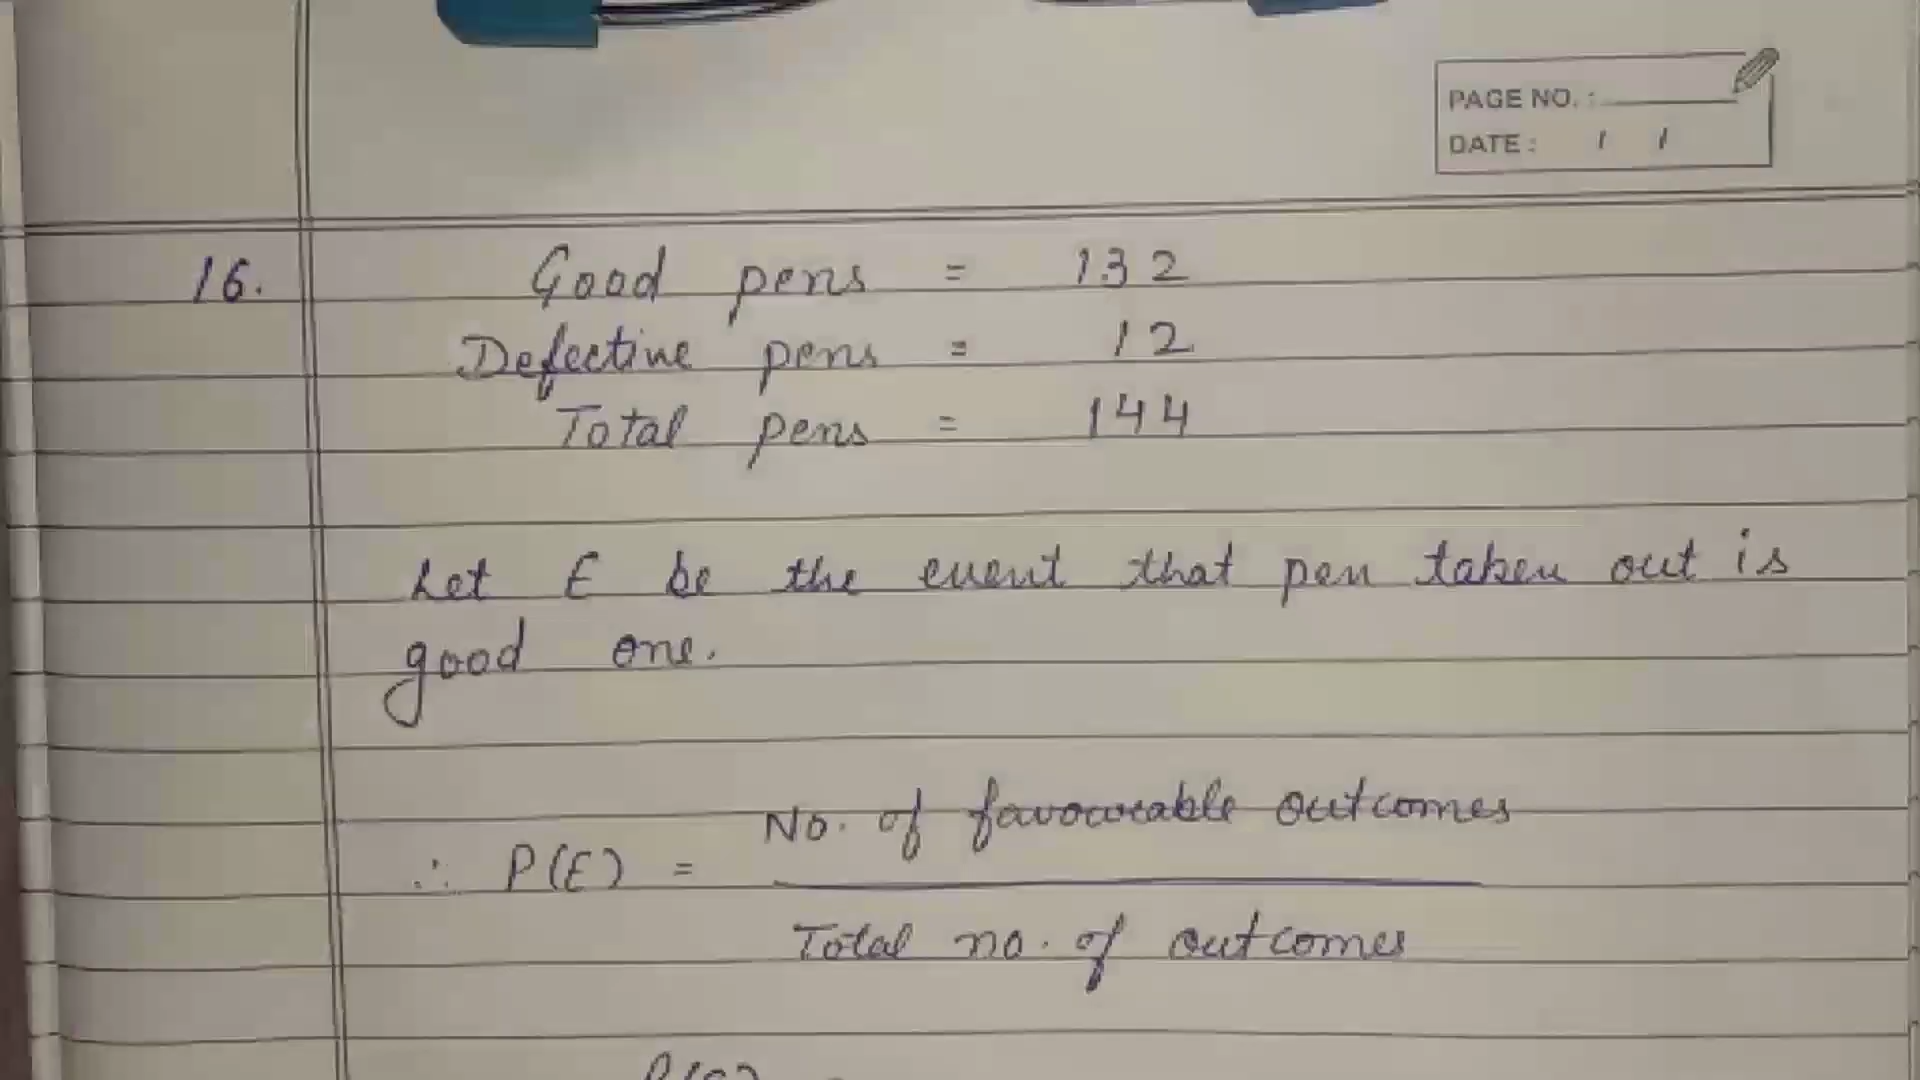 PAGE NO. :
DATE : / /
16. Good pens = 132
Defective pens = 12
Total pens = 144
Let E be the event that pen taken out is
good one.
No. of favourable outcomes
∴ P(E) =
Total no. of outcomes